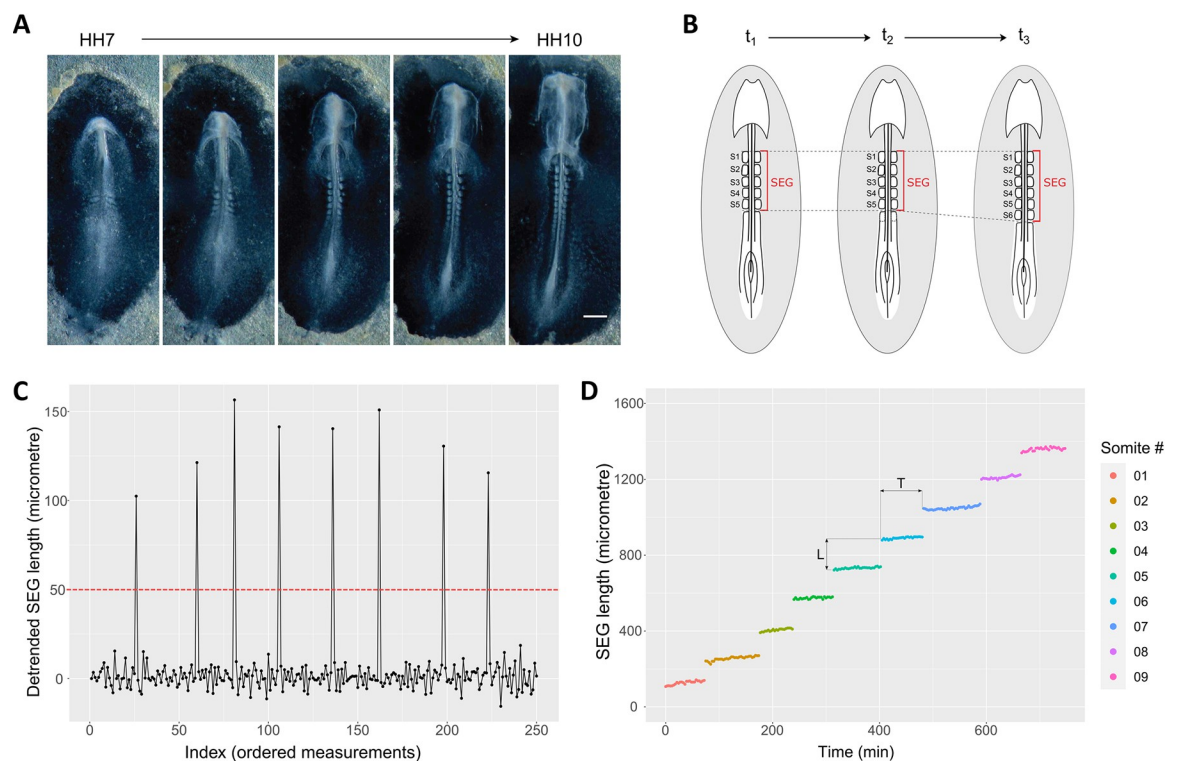 A
HH7
HH10
B
t1
t2
t3
S1
S2
S3
S4
S5
SEG
S1
S2
S3
S4
S5
SEG
S1
S2
S3
S4
S5
S6
SEG
C
Detrended SEG length (micrometre)
150
100
50
0
0
50
100
150
200
250
Index (ordered measurements)
D
SEG length (micrometre)
1600
1200
800
400
0
T
L
0
200
400
600
Time (min)
Somite #
01
02
03
04
05
06
07
08
09